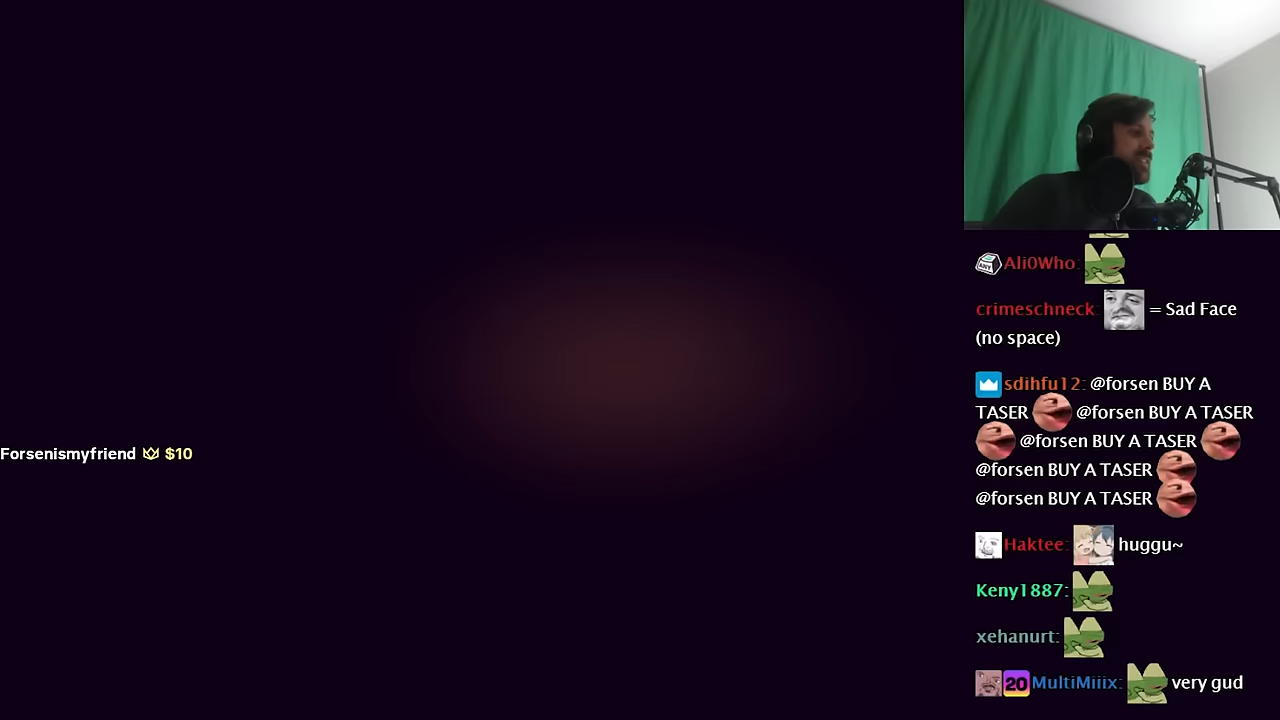 Forsenismyfriend $10
Ali0Who:
crimeschneck: = Sad Face
(no space)
sdihfu12: @forsen BUY A
TASER @forsen BUY A TASER
@forsen BUY A TASER
@forsen BUY A TASER
@forsen BUY A TASER
Haktee: huggu~
Keny1887:
xehanurt:
20 MultiMiiix: very gud